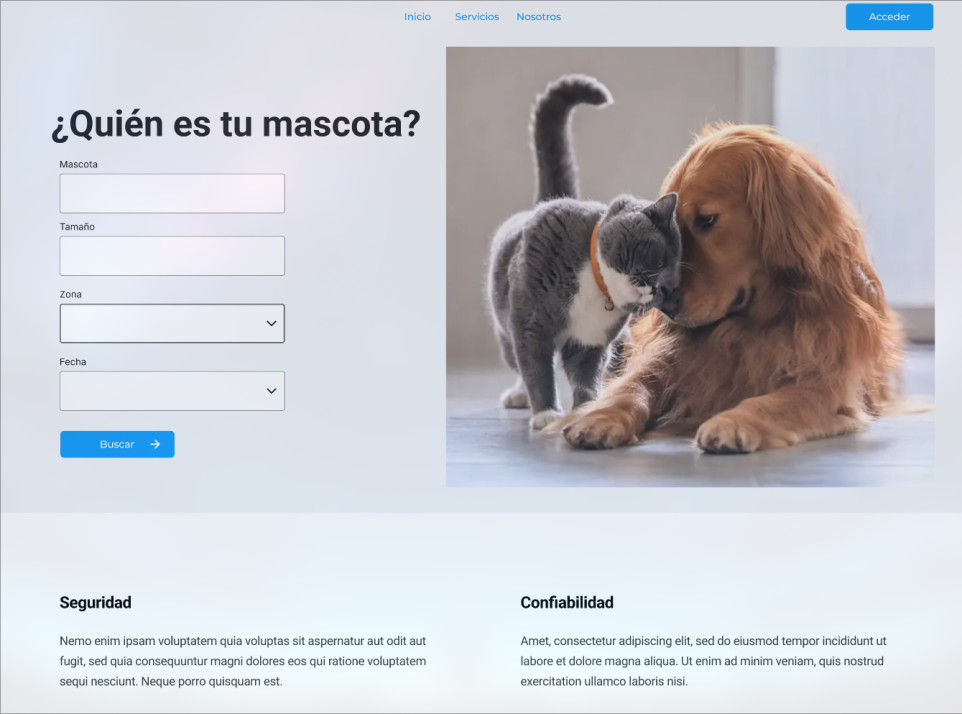 Inicio Servicios Nosotros Acceder
¿Quién es tu mascota?
Mascota
Tamaño
Zona
Fecha
Buscar
Seguridad
Nemo enim ipsam voluptatem quia voluptas sit aspernatur aut odit aut
fugit, sed quia consequuntur magni dolores eos qui ratione voluptatem
sequi nesciunt. Neque porro quisquam est.
Confiabilidad
Amet, consectetur adipiscing elit, sed do eiusmod tempor incididunt ut
labore et dolore magna aliqua. Ut enim ad minim veniam, quis nostrud
exercitation ullamco laboris nisi.